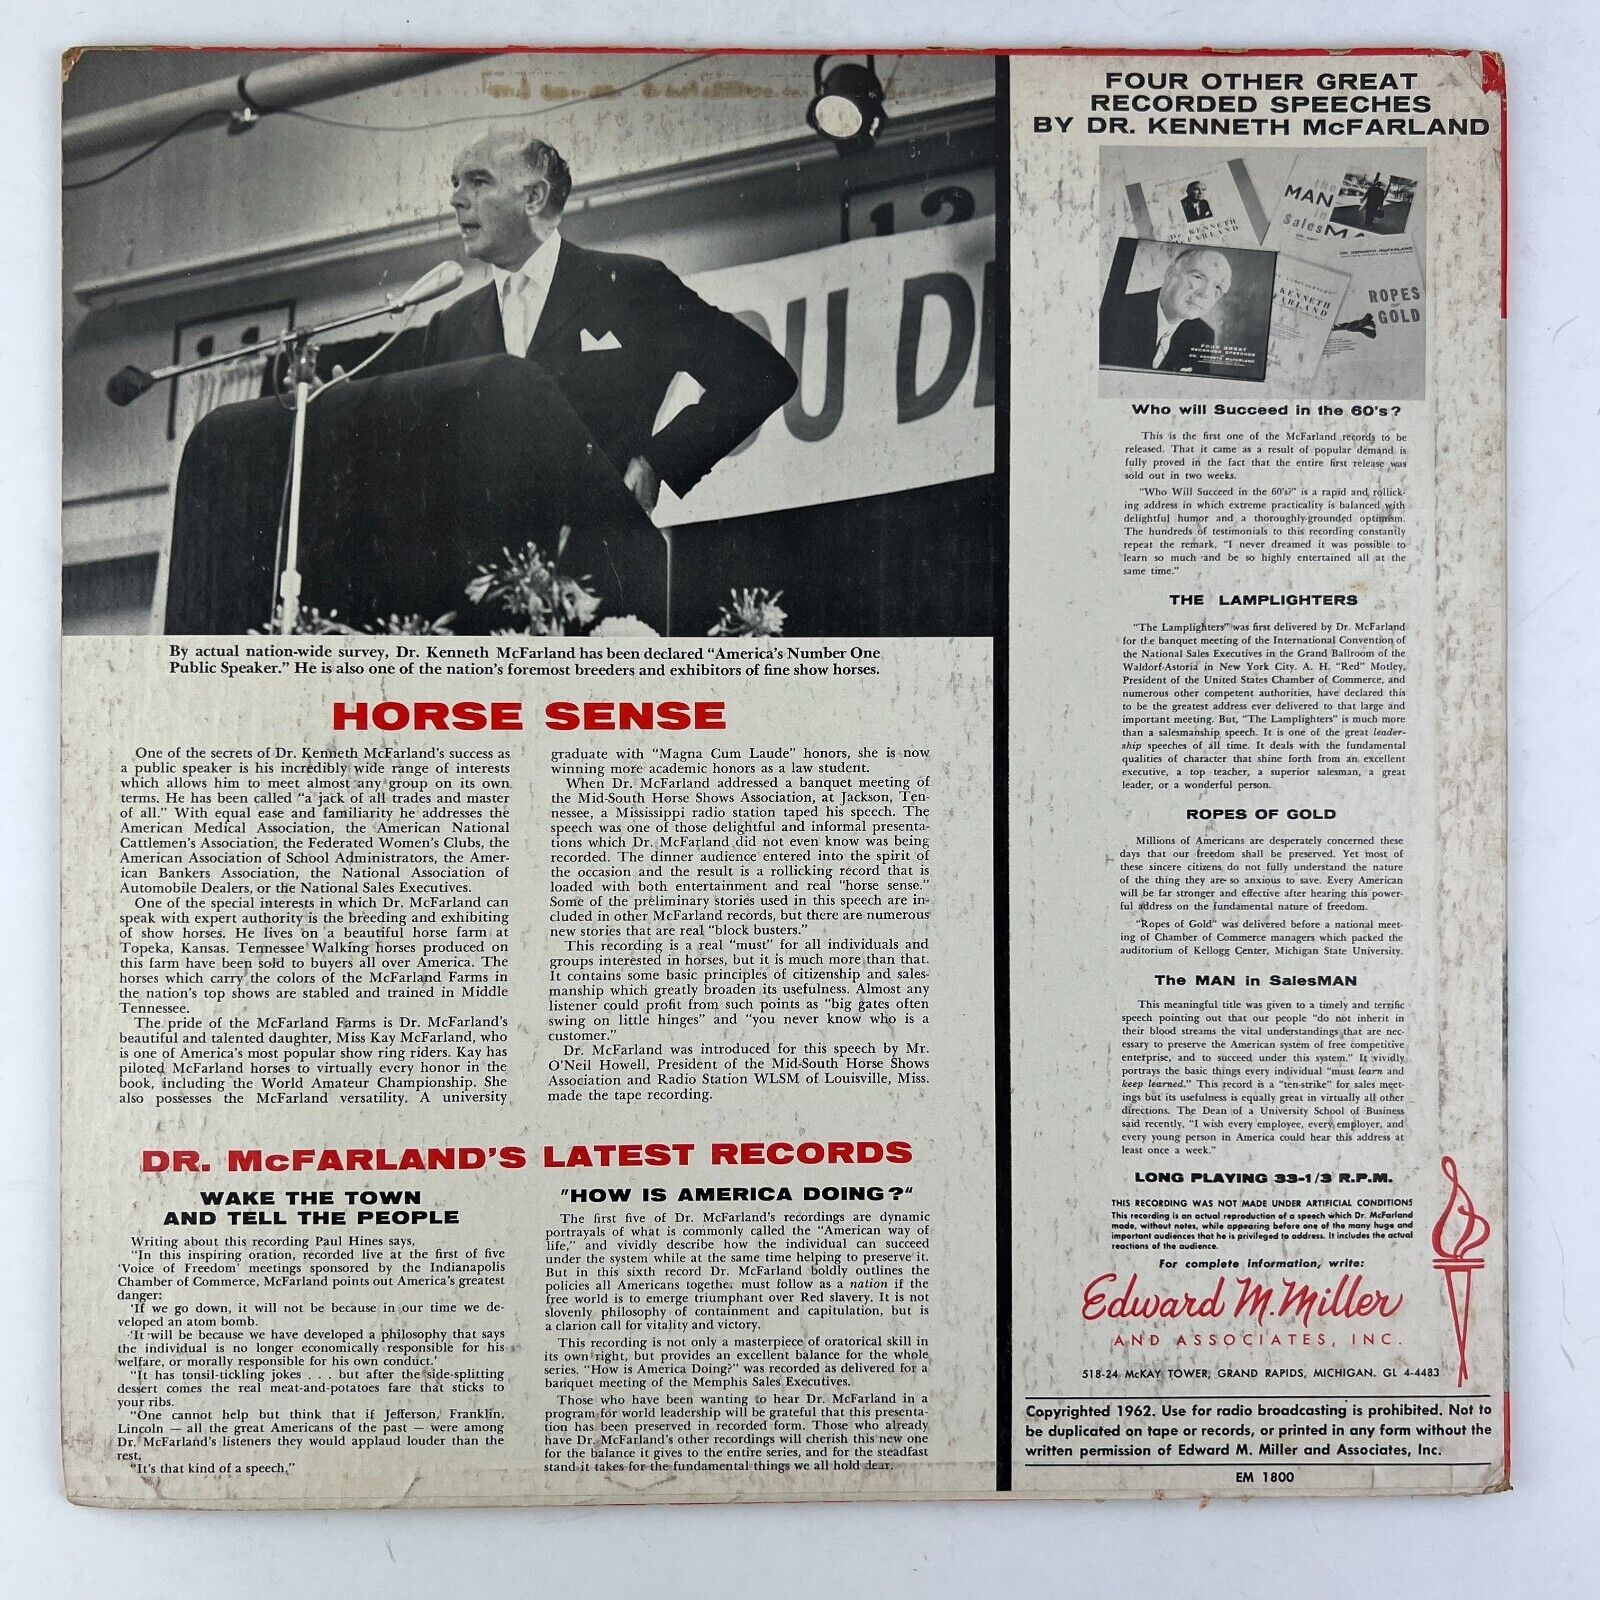 11
12
OU DE
By actual nation-wide survey, Dr. Kenneth McFarland has been declared “America's Number One
Public Speaker.” He is also one of the nation's foremost breeders and exhibitors of fine show horses.
HORSE SENSE
One of the secrets of Dr. Kenneth McFarland's success as
a public speaker is his incredibly wide range of interests
which allows him to meet almost any group on its own
terms. He has been called “a jack of all trades and master
of all.” With equal ease and familiarity he addresses the
American Medical Association, the American National
Cattlemen's Association, the Federated Women's Clubs, the
American Association of School Administrators, the Amer-
ican Bankers Association, the National Association of
Automobile Dealers, or the National Sales Executives.
One of the special interests in which Dr. McFarland can
speak with expert authority is the breeding and exhibiting
of show horses. He lives on a beautiful horse farm at
Topeka, Kansas. Tennessee Walking horses produced on
this farm have been sold to buyers all over America. The
horses which carry the colors of the McFarland Farms in
the nation's top shows are stabled and trained in Middle
Tennessee.
The pride of the McFarland Farms is Dr. McFarland's
beautiful and talented daughter, Miss Kay McFarland, who
is one of America's most popular show ring riders. Kay has
piloted McFarland horses to virtually every honor in the
book, including the World Amateur Championship. She
also possesses the McFarland versatility. A university
graduate with “Magna Cum Laude” honors, she is now
winning more academic honors as a law student.
When Dr. McFarland addressed a banquet meeting of
the Mid-South Horse Shows Association, at Jackson, Ten-
nessee, a Mississippi radio station taped his speech. The
speech was one of those delightful and informal presenta-
tions which Dr. McFarland did not even know was being
recorded. The dinner audience entered into the spirit of
the occasion and the result is a rollicking record that is
loaded with both entertainment and real “horse sense.”
Some of the preliminary stories used in this speech are in-
cluded in other McFarland records, but there are numerous
new stories that are real “block busters.”
This recording is a real “must” for all individuals and
groups interested in horses, but it is much more than that.
It contains some basic principles of citizenship and sales-
manship which greatly broaden its usefulness. Almost any
listener could profit from such points as “big gates often
swing on little hinges” and “you never know who is a
customer.”
Dr. McFarland was introduced for this speech by Mr.
O'Neil Howell, President of the Mid-South Horse Shows
Association and Radio Station WLSM of Louisville, Miss.
made the tape recording.
DR. McFARLAND'S LATEST RECORDS
WAKE THE TOWN
AND TELL THE PEOPLE
Writing about this recording Paul Hines says,
“In this inspiring oration, recorded live at the first of five
'Voice of Freedom' meetings sponsored by the Indianapolis
Chamber of Commerce, McFarland points out America's greatest
danger:
'If we go down, it will not be because in our time we de-
veloped an atom bomb.
'It will be because we have developed a philosophy that says
the individual is no longer economically responsible for his
welfare, or morally responsible for his own conduct.'
“It has tonsil-tickling jokes . . . but after the side-splitting
dessert comes the real meat-and-potatoes fare that sticks to
your ribs.
“One cannot help but think that if Jefferson, Franklin,
Lincoln — all the great Americans of the past — were among
Dr. McFarland's listeners they would applaud louder than the
rest.
“It's that kind of a speech,”
"HOW IS AMERICA DOING?"
The first five of Dr. McFarland's recordings are dynamic
portrayals of what is commonly called the “American way of
life,” and vividly describe how the individual can succeed
under the system while at the same time helping to preserve it.
But in this sixth record Dr. McFarland boldly outlines the
policies all Americans together must follow as a nation if the
free world is to emerge triumphant over Red slavery. It is not
slovenly philosophy of containment and capitulation, but is
a clarion call for vitality and victory.
This recording is not only a masterpiece of oratorical skill in
its own right, but provides an excellent balance for the whole
series. “How is America Doing?” was recorded as delivered for a
banquet meeting of the Memphis Sales Executives.
Those who have been wanting to hear Dr. McFarland in a
program for world leadership will be grateful that this presenta-
tion has been preserved in recorded form. Those who already
have Dr. McFarland's other recordings will cherish this new one
for the balance it gives to the entire series, and for the steadfast
stand it takes for the fundamental things we all hold dear.
FOUR OTHER GREAT
RECORDED SPEECHES
BY DR. KENNETH McFARLAND
Dr. KENNETH
McFARLAND
the
MAN
in
SalesMAN
DR. KENNETH McFARLAND
KENNETH
FARLAND
ROPES
OF
GOLD
FOUR GREAT
RECORDED SPEECHES
DR. KENNETH McFARLAND
Who will Succeed in the 60's?
This is the first one of the McFarland records to be
released. That it came as a result of popular demand is
fully proved in the fact that the entire first release was
sold out in two weeks.
“Who Will Succeed in the 60's?” is a rapid and rollick-
ing address in which extreme practicality is balanced with
delightful humor and a thoroughly-grounded optimism.
The hundreds of testimonials to this recording constantly
repeat the remark, “I never dreamed it was possible to
learn so much and be so highly entertained all at the
same time.”
THE LAMPLIGHTERS
“The Lamplighters” was first delivered by Dr. McFarland
for the banquet meeting of the International Convention of
the National Sales Executives in the Grand Ballroom of the
Waldorf-Astoria in New York City. A. H. “Red” Motley,
President of the United States Chamber of Commerce, and
numerous other competent authorities, have declared this
to be the greatest address ever delivered to that large and
important meeting. But, “The Lamplighters” is much more
than a salesmanship speech. It is one of the great leader-
ship speeches of all time. It deals with the fundamental
qualities of character that shine forth from an excellent
executive, a top teacher, a superior salesman, a great
leader, or a wonderful person.
ROPES OF GOLD
Millions of Americans are desperately concerned these
days that our freedom shall be preserved. Yet most of
these sincere citizens do not fully understand the nature
of the thing they are so anxious to save. Every American
will be far stronger and effective after hearing this power-
ful address on the fundamental nature of freedom.
“Ropes of Gold” was delivered before a national meet-
ing of Chamber of Commerce managers which packed the
auditorium of Kellogg Center, Michigan State University.
The MAN in SalesMAN
This meaningful title was given to a timely and terrific
speech pointing out that our people “do not inherit in
their blood streams the vital understandings that are nec-
essary to preserve the American system of free competitive
enterprise, and to succeed under this system.” It vividly
portrays the basic things every individual “must learn and
keep learned.” This record is a “ten-strike” for sales meet-
ings but its usefulness is equally great in virtually all other
directions. The Dean of a University School of Business
said recently, “I wish every employee, every employer, and
every young person in America could hear this address at
least once a week.”
LONG PLAYING 33-1/3 R.P.M.
THIS RECORDING WAS NOT MADE UNDER ARTIFICIAL CONDITIONS
This recording is an actual reproduction of a speech which Dr. McFarland
made, without notes, while appearing before one of the many huge and
important audiences that he is privileged to address. It includes the actual
reactions of the audience.
For complete information, write:
Edward M. Miller
AND ASSOCIATES, INC.
518-24 McKAY TOWER, GRAND RAPIDS, MICHIGAN. GL 4-4483
Copyrighted 1962. Use for radio broadcasting is prohibited. Not to
be duplicated on tape or records, or printed in any form without the
written permission of Edward M. Miller and Associates, Inc.
EM 1800